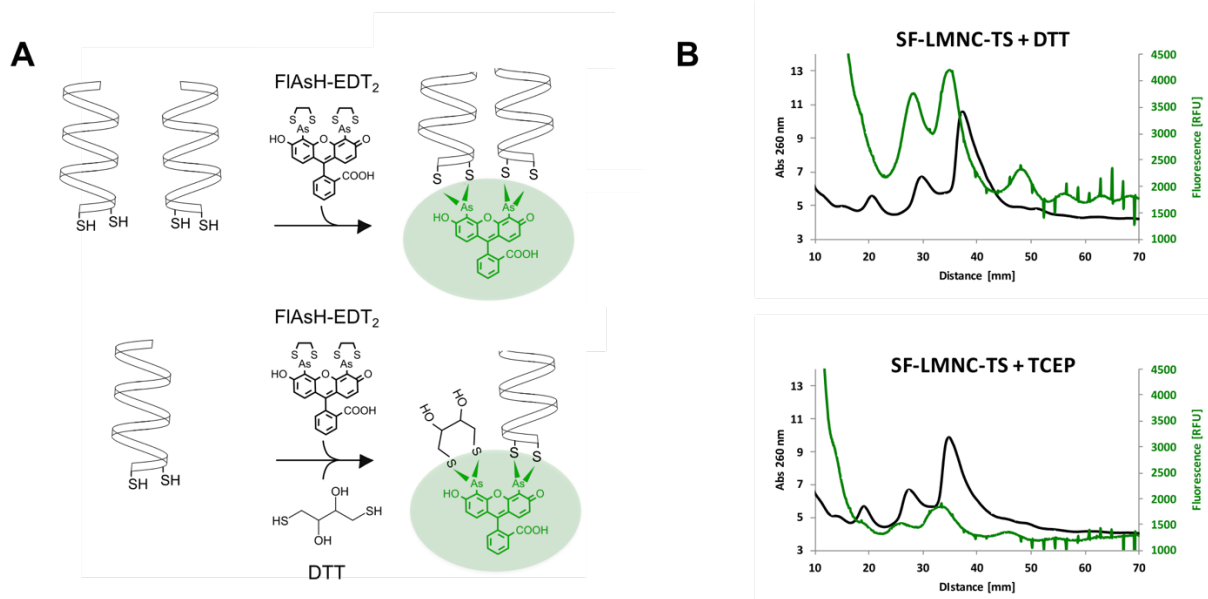 A
FlAsH-EDT2
S S S S
As As
HO O O
COOH
SH SH SH SH
S S S S
As As
HO O O
COOH
FlAsH-EDT2
S S S S
As As
HO O O
COOH
SH SH
OH
HS SH
OH
DTT
HO
HO
S S S S
As As
HO O O
COOH
B
SF-LMNC-TS + DTT
Abs 260 nm
13
11
9
7
5
3
10 20 30 40 50 60 70
Distance [mm]
4500
4000
3500
3000
2500
2000
1500
1000
Fluorescence [RFU]
SF-LMNC-TS + TCEP
Abs 260 nm
13
11
9
7
5
3
10 20 30 40 50 60 70
DIstance [mm]
4500
4000
3500
3000
2500
2000
1500
1000
Fluorescence [RFU]